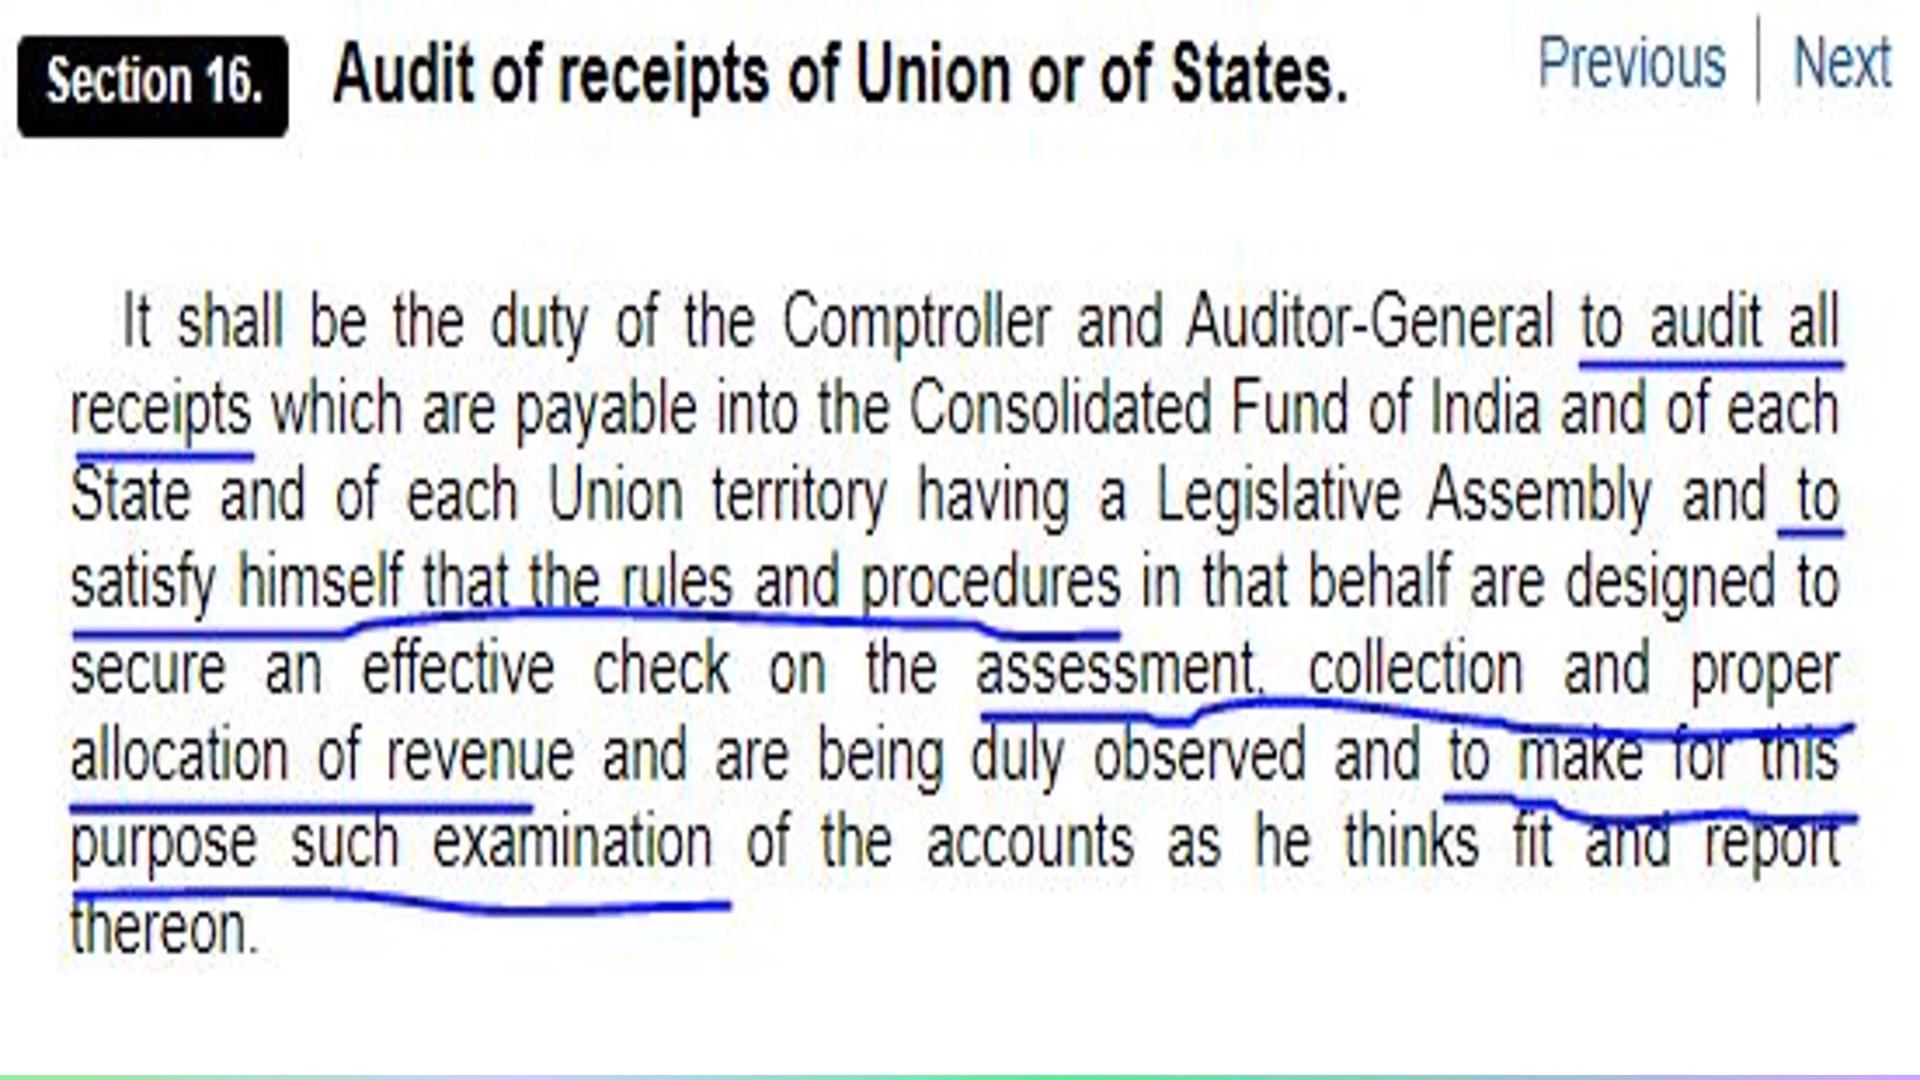 Section 16. Audit of receipts of Union or of States. Previous | Next
It shall be the duty of the Comptroller and Auditor-General to audit all
receipts which are payable into the Consolidated Fund of India and of each
State and of each Union territory having a Legislative Assembly and to
satisfy himself that the rules and procedures in that behalf are designed to
secure an effective check on the assessment, collection and proper
allocation of revenue and are being duly observed and to make for this
purpose such examination of the accounts as he thinks fit and report
thereon.